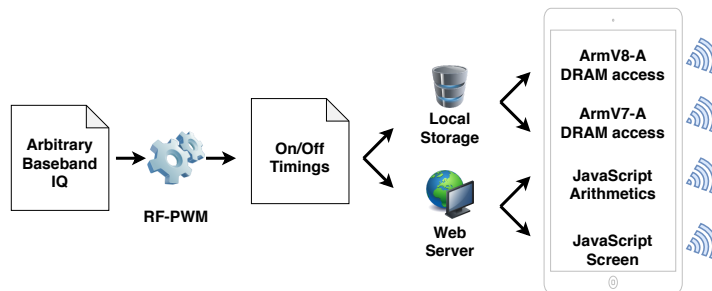 Arbitrary
Baseband
IQ
RF-PWM
On/Off
Timings
Local
Storage
Web
Server
ArmV8-A
DRAM access
ArmV7-A
DRAM access
JavaScript
Arithmetics
JavaScript
Screen